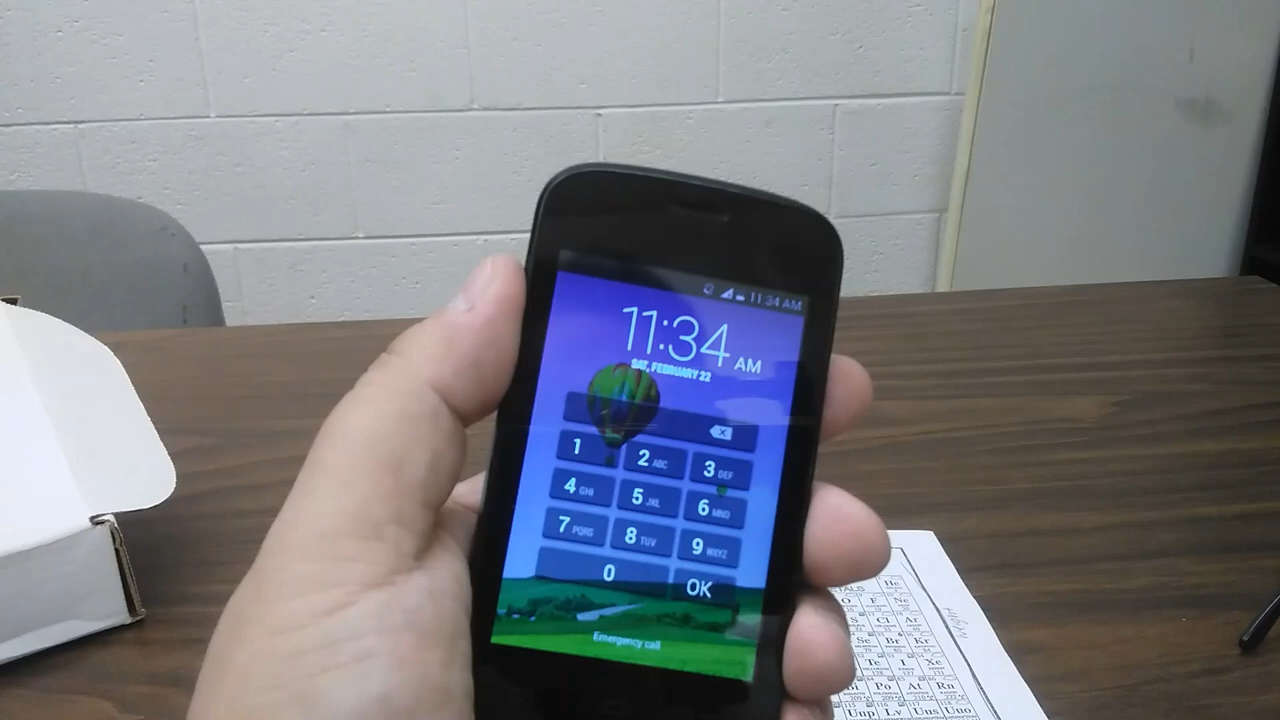 11:34 AM
11:34 AM
SAT, FEBRUARY 22
1
2 ABC
3 DEF
4 GHI
5 JKL
6 MNO
7 PQRS
8 TUV
9 WXYZ
0
OK
Emergency call
He
O F Ne
S Cl Ar
Se Br Kr
Te I Xe
Po At Rn
Uup Lv Uus Uuo